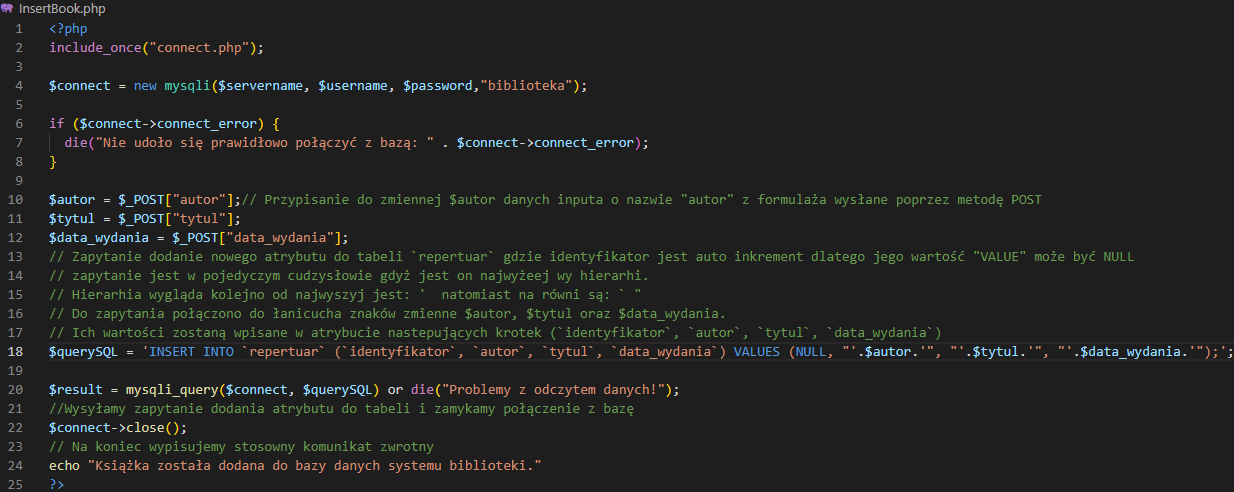 InsertBook.php
1 <?php
2 include_once("connect.php");
3
4 $connect = new mysqli($servername, $username, $password,"biblioteka");
5
6 if ($connect->connect_error) {
7 die("Nie udoło się prawidłowo połączyć z bazą: " . $connect->connect_error);
8 }
9
10 $autor = $_POST["autor"];// Przypisanie do zmiennej $autor danych inputa o nazwie "autor" z formulaża wysłane poprzez metodę POST
11 $tytul = $_POST["tytul"];
12 $data_wydania = $_POST["data_wydania"];
13 // Zapytanie dodanie nowego atrybutu do tabeli `repertuar` gdzie identyfikator jest auto inkrement dlatego jego wartość "VALUE" może być NULL
14 // zapytanie jest w pojedyczym cudzysłowie gdyż jest on najwyżeej wy hierarhi.
15 // Hierarhia wygląda kolejno od najwyszyj jest: '  natomiast na równi są: ` "
16 // Do zapytania połączono do łanicucha znaków zmienne $autor, $tytul oraz $data_wydania.
17 // Ich wartości zostaną wpisane w atrybucie nastepujących krotek (`identyfikator`, `autor`, `tytul`, `data_wydania`)
18 $querySQL = 'INSERT INTO `repertuar` (`identyfikator`, `autor`, `tytul`, `data_wydania`) VALUES (NULL, "'.$autor.'", "'.$tytul.'", "'.$data_wydania.'");';
19
20 $result = mysqli_query($connect, $querySQL) or die("Problemy z odczytem danych!");
21 //Wysyłamy zapytanie dodania atrybutu do tabeli i zamykamy połączenie z bazę
22 $connect->close();
23 // Na koniec wypisujemy stosowny komunikat zwrotny
24 echo "Książka została dodana do bazy danych systemu biblioteki."
25 ?>